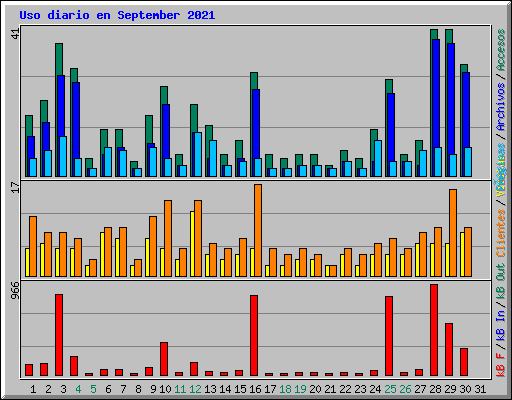 Uso diario en September 2021
41
17
966
1 2 3 4 5 6 7 8 9 10 11 12 13 14 15 16 17 18 19 20 21 22 23 24 25 26 27 28 29 30 31
Archivos / Accesos
Clientes /
kB F / kB In / kB Out